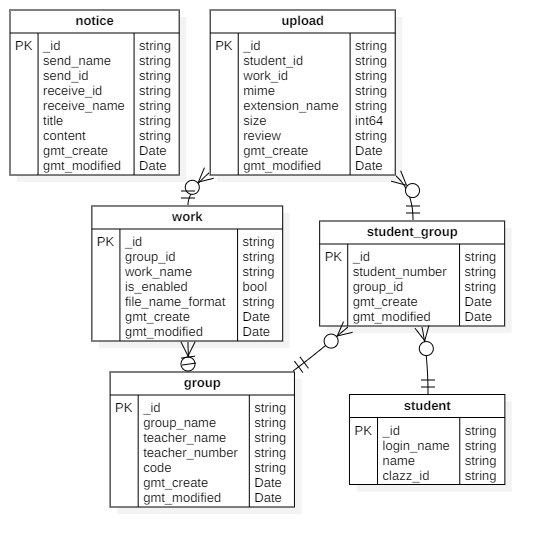 notice
PK _id string
send_name string
send_id string
receive_id string
receive_name string
title string
content string
gmt_create Date
gmt_modified Date
upload
PK _id string
student_id string
work_id string
mime string
extension_name string
size int64
review string
gmt_create Date
gmt_modified Date
work
PK _id string
group_id string
work_name string
is_enabled bool
file_name_format string
gmt_create Date
gmt_modified Date
student_group
PK _id string
student_number string
group_id string
gmt_create Date
gmt_modified Date
group
PK _id string
group_name string
teacher_name string
teacher_number string
code string
gmt_create Date
gmt_modified Date
student
PK _id string
login_name string
name string
clazz_id string